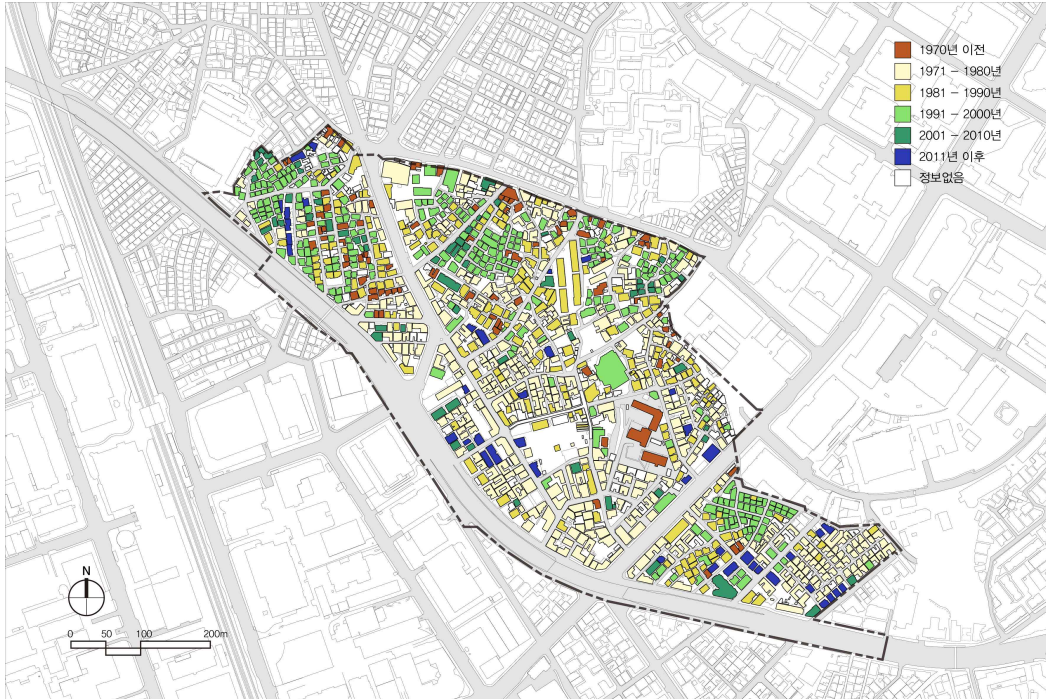 1970년 이전
1971 - 1980년
1981 - 1990년
1991 - 2000년
2001 - 2010년
2011년 이후
정보없음
N
0 50 100 200m